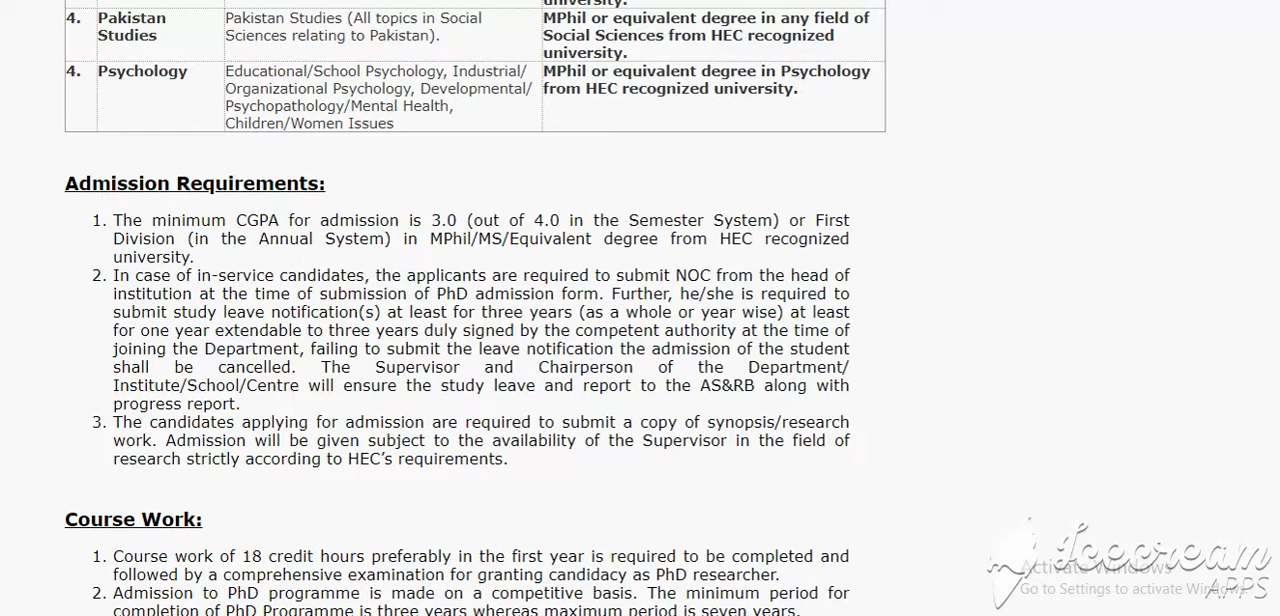 university.
4. Pakistan Studies (All topics in Social MPhil or equivalent degree in any field of
Studies Sciences relating to Pakistan). Social Sciences from HEC recognized
university.
4. Psychology Educational/School Psychology, Industrial/ MPhil or equivalent degree in Psychology
Organizational Psychology, Developmental/ from HEC recognized university.
Psychopathology/Mental Health,
Children/Women Issues
Admission Requirements:
1. The minimum CGPA for admission is 3.0 (out of 4.0 in the Semester System) or First
Division (in the Annual System) in MPhil/MS/Equivalent degree from HEC recognized
university.
2. In case of in-service candidates, the applicants are required to submit NOC from the head of
institution at the time of submission of PhD admission form. Further, he/she is required to
submit study leave notification(s) at least for three years (as a whole or year wise) at least
for one year extendable to three years duly signed by the competent authority at the time of
joining the Department, failing to submit the leave notification the admission of the student
shall be cancelled. The Supervisor and Chairperson of the Department/
Institute/School/Centre will ensure the study leave and report to the AS&RB along with
progress report.
3. The candidates applying for admission are required to submit a copy of synopsis/research
work. Admission will be given subject to the availability of the Supervisor in the field of
research strictly according to HEC's requirements.
Course Work:
1. Course work of 18 credit hours preferably in the first year is required to be completed and
followed by a comprehensive examination for granting candidacy as PhD researcher.
2. Admission to PhD programme is made on a competitive basis. The minimum period for
completion of PhD Programme is three years whereas maximum period is seven years.
Icecream
APPS
Activate Windows
Go to Settings to activate Windows.